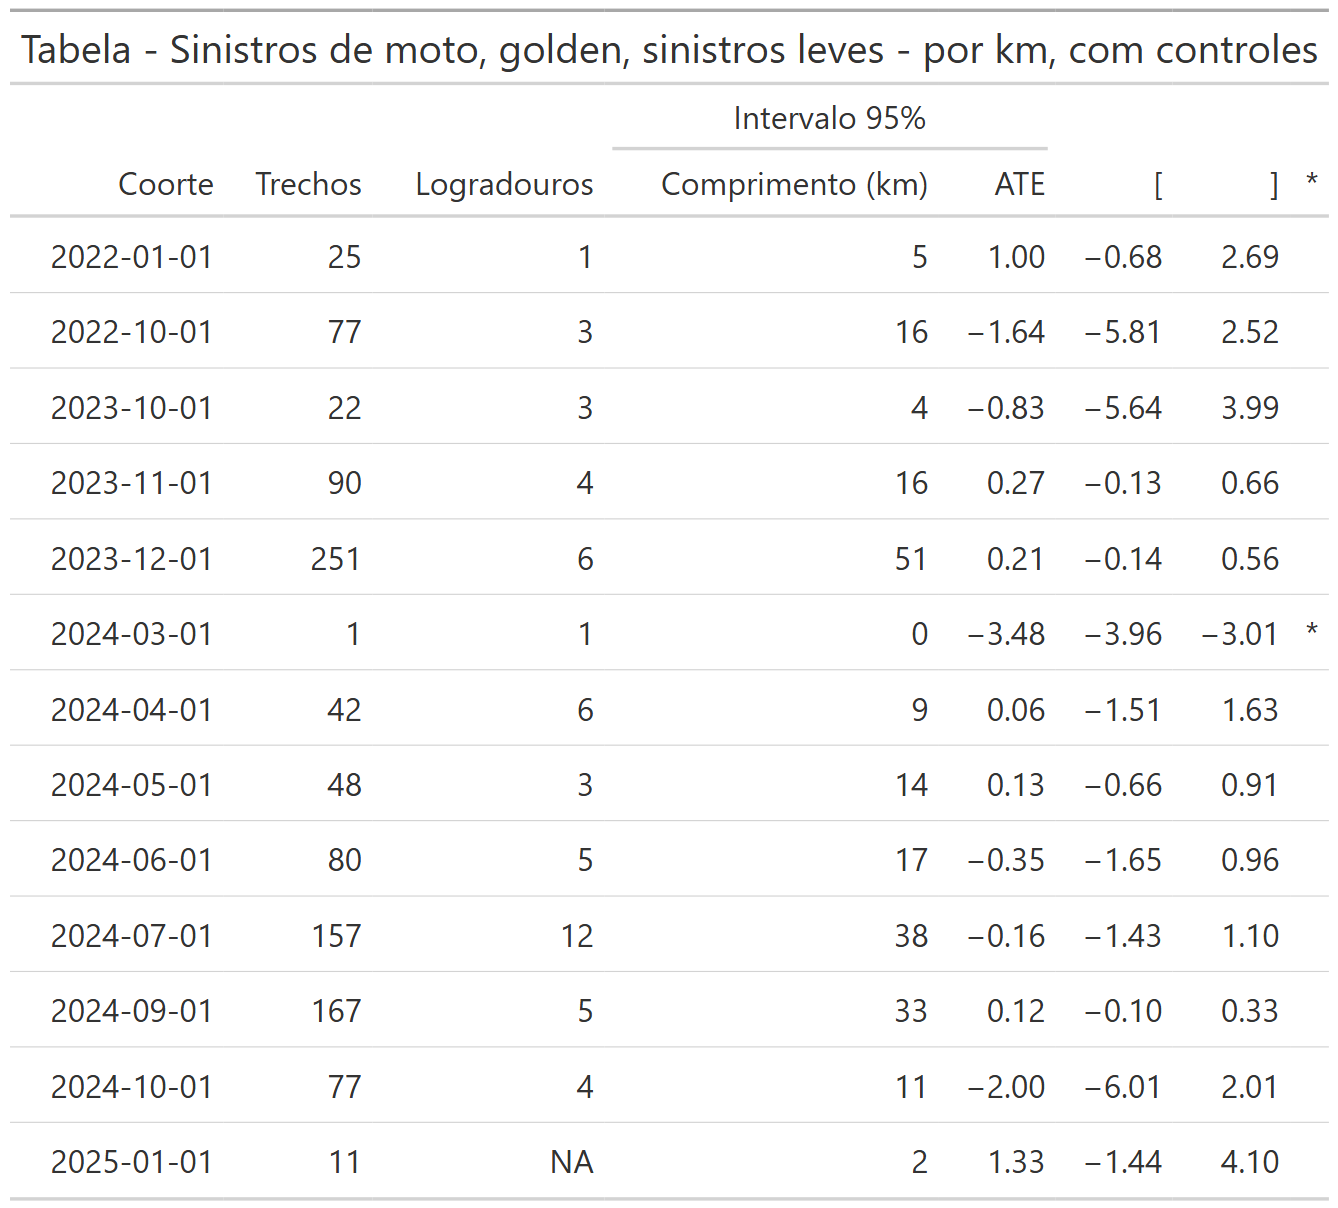 Tabela - Sinistros de moto, golden, sinistros leves - por km, com controles
Intervalo 95%
Coorte Trechos Logradouros Comprimento (km) ATE [ ] *
2022-01-01 25 1 5 1.00 −0.68 2.69
2022-10-01 77 3 16 −1.64 −5.81 2.52
2023-10-01 22 3 4 −0.83 −5.64 3.99
2023-11-01 90 4 16 0.27 −0.13 0.66
2023-12-01 251 6 51 0.21 −0.14 0.56
2024-03-01 1 1 0 −3.48 −3.96 −3.01 *
2024-04-01 42 6 9 0.06 −1.51 1.63
2024-05-01 48 3 14 0.13 −0.66 0.91
2024-06-01 80 5 17 −0.35 −1.65 0.96
2024-07-01 157 12 38 −0.16 −1.43 1.10
2024-09-01 167 5 33 0.12 −0.10 0.33
2024-10-01 77 4 11 −2.00 −6.01 2.01
2025-01-01 11 NA 2 1.33 −1.44 4.10